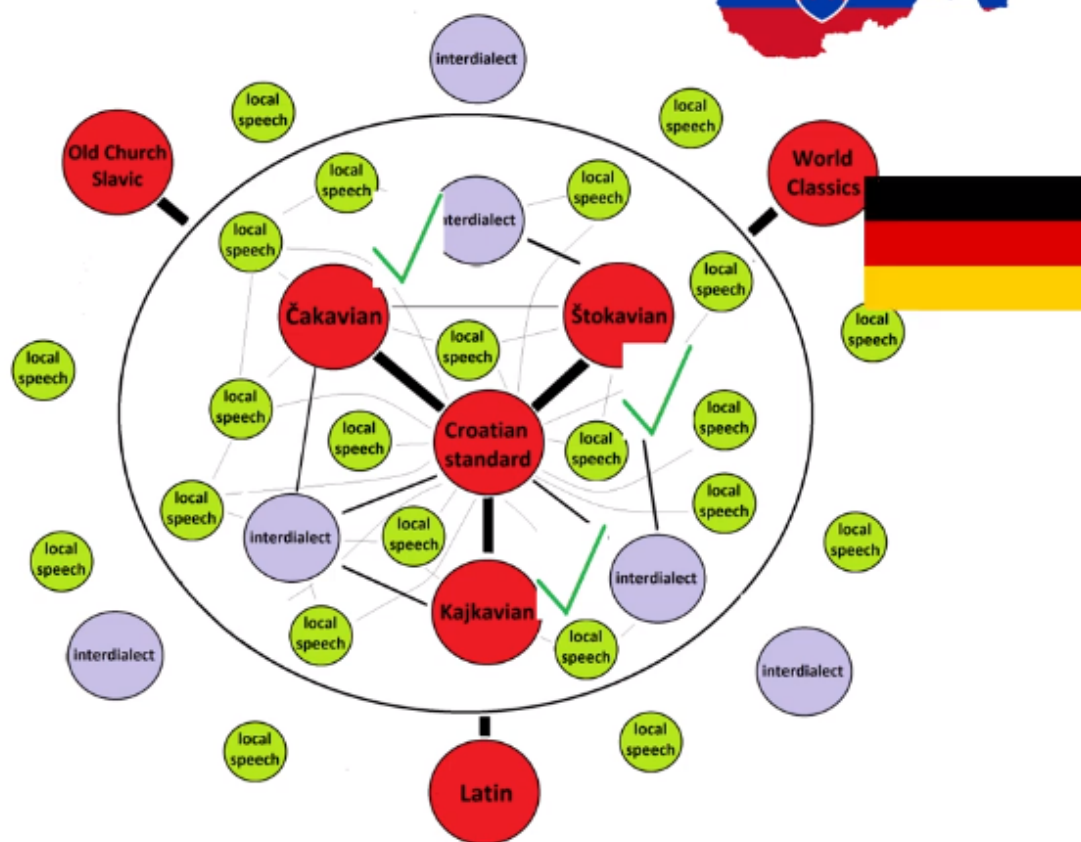 interdialect
local
speech
local
speech
Old Church
Slavic
World
Classics
local
speech
local
speech
nterdialect
local
speech
local
speech
Čakavian
Štokavian
local
speech
local
speech
local
speech
local
speech
local
speech
local
speech
Croatian
standard
local
speech
local
speech
local
speech
local
speech
interdialect
local
speech
local
speech
local
speech
interdialect
Kajkavian
local
speech
local
speech
interdialect
interdialect
local
speech
local
speech
Latin